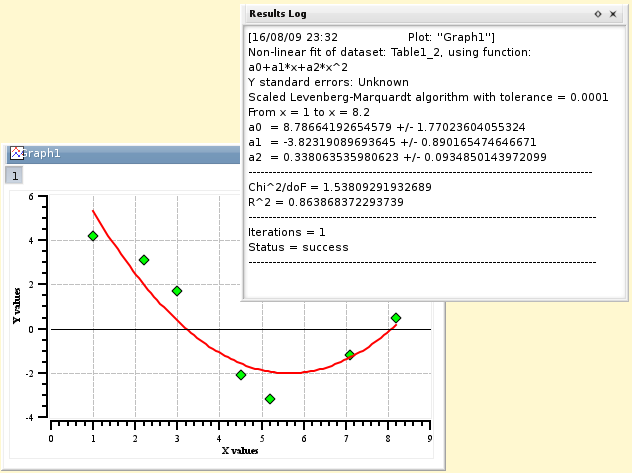 Results Log
[16/08/09 23:32 Plot: ''Graph1'']
Non-linear fit of dataset: Table1_2, using function:
a0+a1*x+a2*x^2
Y standard errors: Unknown
Scaled Levenberg-Marquardt algorithm with tolerance = 0.0001
From x = 1 to x = 8.2
a0 = 8.78664192654579 +/- 1.77023604055324
a1 = -3.82319089693645 +/- 0.890165474646671
a2 = 0.338063535980623 +/- 0.0934850143972099
--------------------------------------------------------------------------------------
Chi^2/doF = 1.53809291932689
R^2 = 0.863868372293739
---------------------------------------------------------------------------------------
Iterations = 1
Status = success
---------------------------------------------------------------------------------------
Graph1
1
6
4
2
0
-2
-4
Y values
0 1 2 3 4 5 6 7 8 9
X values